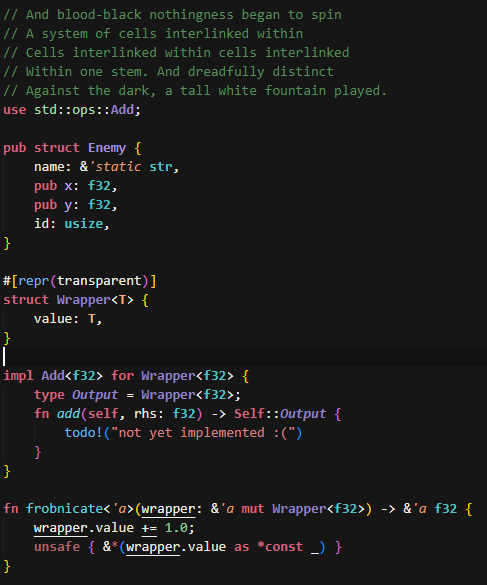 // And blood-black nothingness began to spin
// A system of cells interlinked within
// Cells interlinked within cells interlinked
// Within one stem. And dreadfully distinct
// Against the dark, a tall white fountain played.
use std::ops::Add;

pub struct Enemy {
    name: &'static str,
    pub x: f32,
    pub y: f32,
    id: usize,
}

#[repr(transparent)]
struct Wrapper<T> {
    value: T,
}

impl Add<f32> for Wrapper<f32> {
    type Output = Wrapper<f32>;
    fn add(self, rhs: f32) -> Self::Output {
        todo!("not yet implemented :(")
    }
}

fn frobnicate<'a>(wrapper: &'a mut Wrapper<f32>) -> &'a f32 {
    wrapper.value += 1.0;
    unsafe { &*(wrapper.value as *const _) }
}